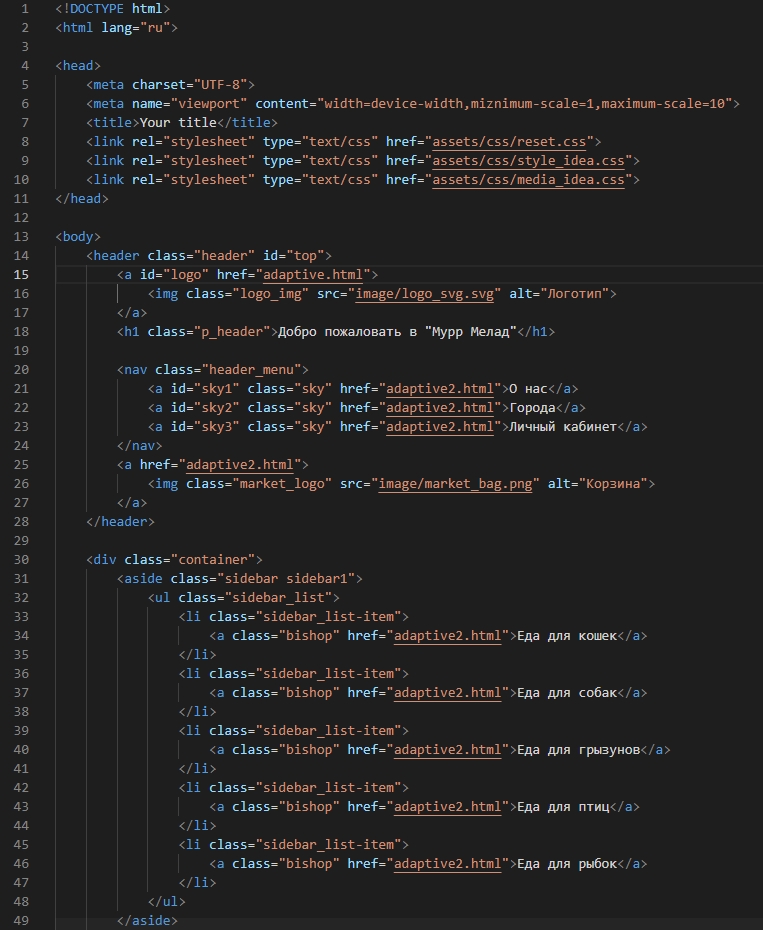 1 <!DOCTYPE html>
2 <html lang="ru">
3
4 <head>
5     <meta charset="UTF-8">
6     <meta name="viewport" content="width=device-width,miznimum-scale=1,maximum-scale=10">
7     <title>Your title</title>
8     <link rel="stylesheet" type="text/css" href="assets/css/reset.css">
9     <link rel="stylesheet" type="text/css" href="assets/css/style_idea.css">
10     <link rel="stylesheet" type="text/css" href="assets/css/media_idea.css">
11 </head>
12
13 <body>
14     <header class="header" id="top">
15         <a id="logo" href="adaptive.html">
16             <img class="logo_img" src="image/logo_svg.svg" alt="Логотип">
17         </a>
18         <h1 class="p_header">Добро пожаловать в "Мурр Мелад"</h1>
19
20         <nav class="header_menu">
21             <a id="sky1" class="sky" href="adaptive2.html">О нас</a>
22             <a id="sky2" class="sky" href="adaptive2.html">Города</a>
23             <a id="sky3" class="sky" href="adaptive2.html">Личный кабинет</a>
24         </nav>
25         <a href="adaptive2.html">
26             <img class="market_logo" src="image/market_bag.png" alt="Корзина">
27         </a>
28     </header>
29
30     <div class="container">
31         <aside class="sidebar sidebar1">
32             <ul class="sidebar_list">
33                 <li class="sidebar_list-item">
34                     <a class="bishop" href="adaptive2.html">Еда для кошек</a>
35                 </li>
36                 <li class="sidebar_list-item">
37                     <a class="bishop" href="adaptive2.html">Еда для собак</a>
38                 </li>
39                 <li class="sidebar_list-item">
40                     <a class="bishop" href="adaptive2.html">Еда для грызунов</a>
41                 </li>
42                 <li class="sidebar_list-item">
43                     <a class="bishop" href="adaptive2.html">Еда для птиц</a>
44                 </li>
45                 <li class="sidebar_list-item">
46                     <a class="bishop" href="adaptive2.html">Еда для рыбок</a>
47                 </li>
48             </ul>
49         </aside>